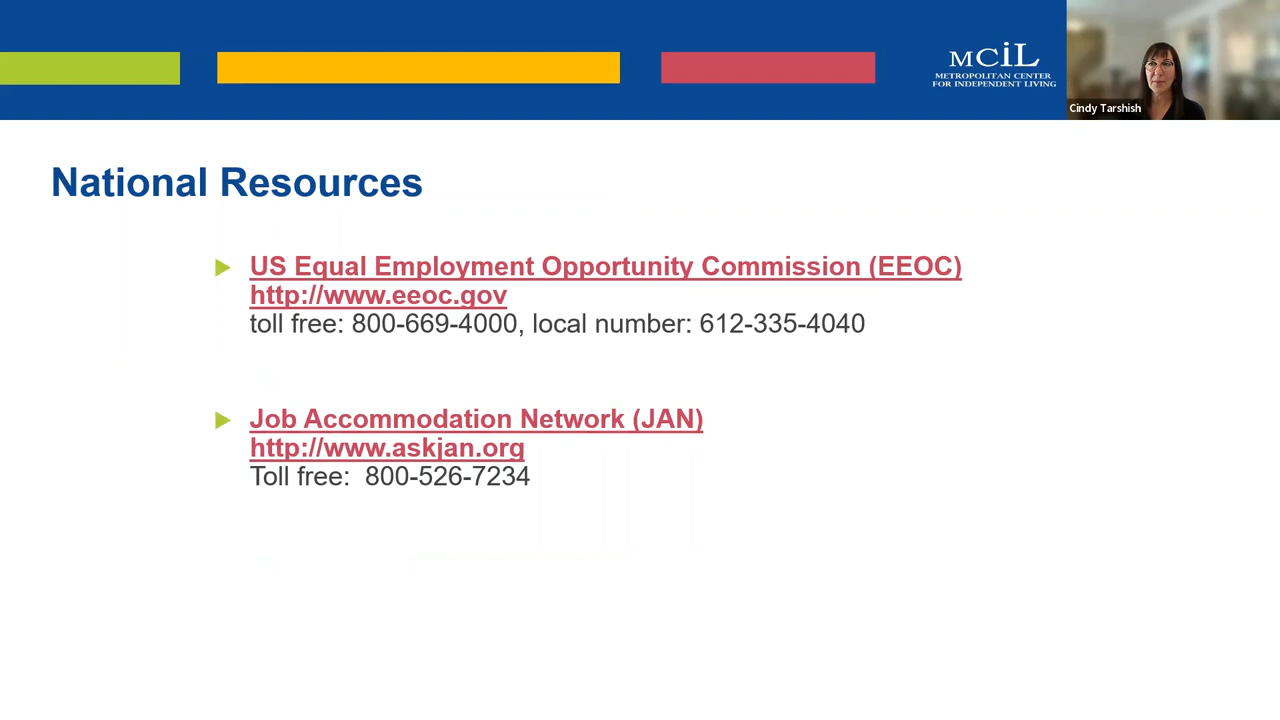 MCiL
METROPOLITAN CENTER
FOR INDEPENDENT LIVING
Cindy Tarshish
National Resources
US Equal Employment Opportunity Commission (EEOC)
http://www.eeoc.gov
toll free: 800-669-4000, local number: 612-335-4040
Job Accommodation Network (JAN)
http://www.askjan.org
Toll free:  800-526-7234